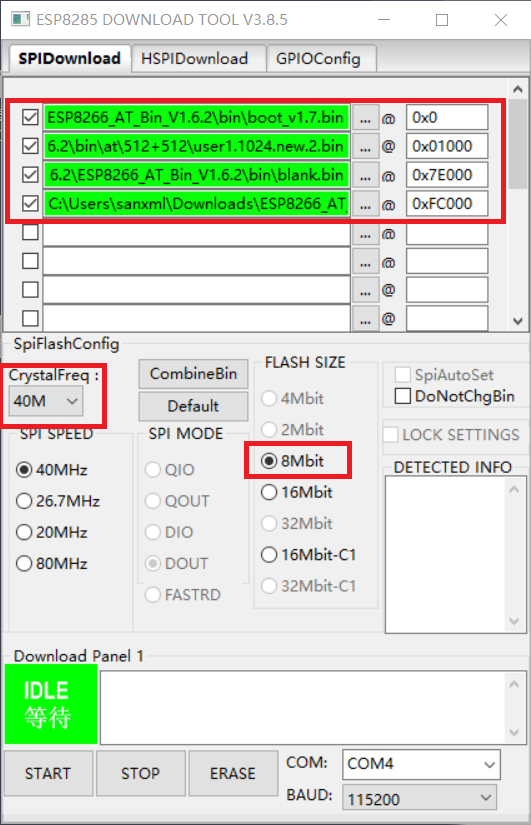 ESP8285 DOWNLOAD TOOL V3.8.5
SPIDownload HSPIDownload GPIOConfig
ESP8266_AT_Bin_V1.6.2\bin\boot_v1.7.bin ... @ 0x0
6.2\bin\at\512+512\user1.1024.new.2.bin ... @ 0x01000
6.2\ESP8266_AT_Bin_V1.6.2\bin\blank.bin ... @ 0x7E000
C:\Users\sanxml\Downloads\ESP8266_AT_ ... @ 0xFC000
... @
... @
... @
... @
SpiFlashConfig
CrystalFreq :
40M
CombineBin
Default
SPI SPEED
40MHz
26.7MHz
20MHz
80MHz
SPI MODE
QIO
QOUT
DIO
DOUT
FASTRD
FLASH SIZE
4Mbit
2Mbit
8Mbit
16Mbit
32Mbit
16Mbit-C1
32Mbit-C1
SpiAutoSet
DoNotChgBin
LOCK SETTINGS
DETECTED INFO
Download Panel 1
IDLE
等待
START STOP ERASE
COM: COM4
BAUD: 115200